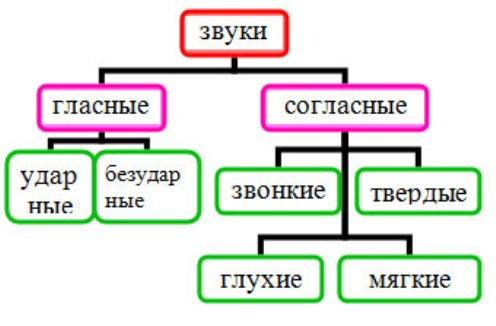 звуки
гласные
согласные
удар
ные
безудар
ные
звонкие
твердые
глухие
мягкие